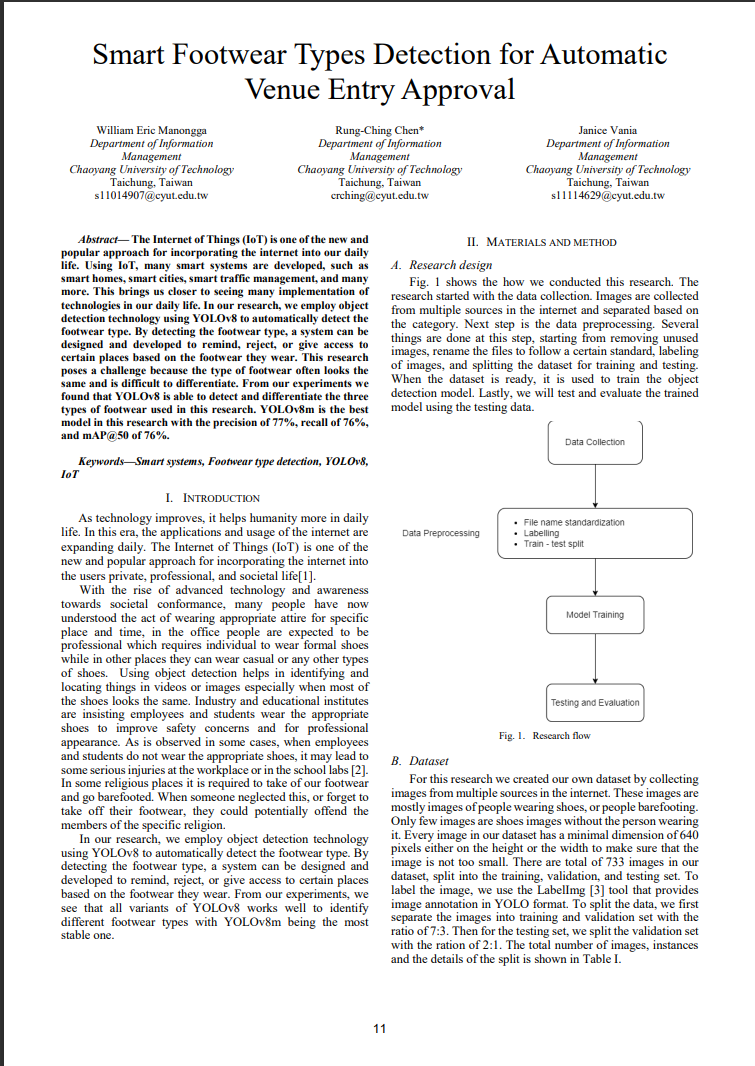 Smart Footwear Types Detection for Automatic
Venue Entry Approval
William Eric Manongga
Department of Information
Management
Chaoyang University of Technology
Taichung, Taiwan
s11014907@cyut.edu.tw
Rung-Ching Chen*
Department of Information
Management
Chaoyang University of Technology
Taichung, Taiwan
crching@cyut.edu.tw
Janice Vania
Department of Information
Management
Chaoyang University of Technology
Taichung, Taiwan
s11114629@cyut.edu.tw
Abstract— The Internet of Things (IoT) is one of the new and
popular approach for incorporating the internet into our daily
life. Using IoT, many smart systems are developed, such as
smart homes, smart cities, smart traffic management, and many
more. This brings us closer to seeing many implementation of
technologies in our daily life. In our research, we employ object
detection technology using YOLOv8 to automatically detect the
footwear type. By detecting the footwear type, a system can be
designed and developed to remind, reject, or give access to
certain places based on the footwear they wear. This research
poses a challenge because the type of footwear often looks the
same and is difficult to differentiate. From our experiments we
found that YOLOv8 is able to detect and differentiate the three
types of footwear used in this research. YOLOv8m is the best
model in this research with the precision of 77%, recall of 76%,
and mAP@50 of 76%.
Keywords—Smart systems, Footwear type detection, YOLOv8,
IoT
I. INTRODUCTION
As technology improves, it helps humanity more in daily
life. In this era, the applications and usage of the internet are
expanding daily. The Internet of Things (IoT) is one of the
new and popular approach for incorporating the internet into
the users private, professional, and societal life[1].
With the rise of advanced technology and awareness
towards societal conformance, many people have now
understood the act of wearing appropriate attire for specific
place and time, in the office people are expected to be
professional which requires individual to wear formal shoes
while in other places they can wear casual or any other types
of shoes. Using object detection helps in identifying and
locating things in videos or images especially when most of
the shoes looks the same. Industry and educational institutes
are insisting employees and students wear the appropriate
shoes to improve safety concerns and for professional
appearance. As is observed in some cases, when employees
and students do not wear the appropriate shoes, it may lead to
some serious injuries at the workplace or in the school labs [2].
In some religious places it is required to take of our footwear
and go barefooted. When someone neglected this, or forget to
take off their footwear, they could potentially offend the
members of the specific religion.
In our research, we employ object detection technology
using YOLOv8 to automatically detect the footwear type. By
detecting the footwear type, a system can be designed and
developed to remind, reject, or give access to certain places
based on the footwear they wear. From our experiments, we
see that all variants of YOLOv8 works well to identify
different footwear types with YOLOv8m being the most
stable one.
II. MATERIALS AND METHOD
A. Research design
Fig. 1 shows the how we conducted this research. The
research started with the data collection. Images are collected
from multiple sources in the internet and separated based on
the category. Next step is the data preprocessing. Several
things are done at this step, starting from removing unused
images, rename the files to follow a certain standard, labeling
of images, and splitting the dataset for training and testing.
When the dataset is ready, it is used to train the object
detection model. Lastly, we will test and evaluate the trained
model using the testing data.
Data Collection
Data Preprocessing
• File name standardization
• Labelling
• Train - test split
Model Training
Testing and Evaluation
Fig. 1. Research flow
B. Dataset
For this research we created our own dataset by collecting
images from multiple sources in the internet. These images are
mostly images of people wearing shoes, or people barefooting.
Only few images are shoes images without the person wearing
it. Every image in our dataset has a minimal dimension of 640
pixels either on the height or the width to make sure that the
image is not too small. There are total of 733 images in our
dataset, split into the training, validation, and testing set. To
label the image, we use the LabelImg [3] tool that provides
image annotation in YOLO format. To split the data, we first
separate the images into training and validation set with the
ratio of 7:3. Then for the testing set, we split the validation set
with the ration of 2:1. The total number of images, instances
and the details of the split is shown in Table I.
11